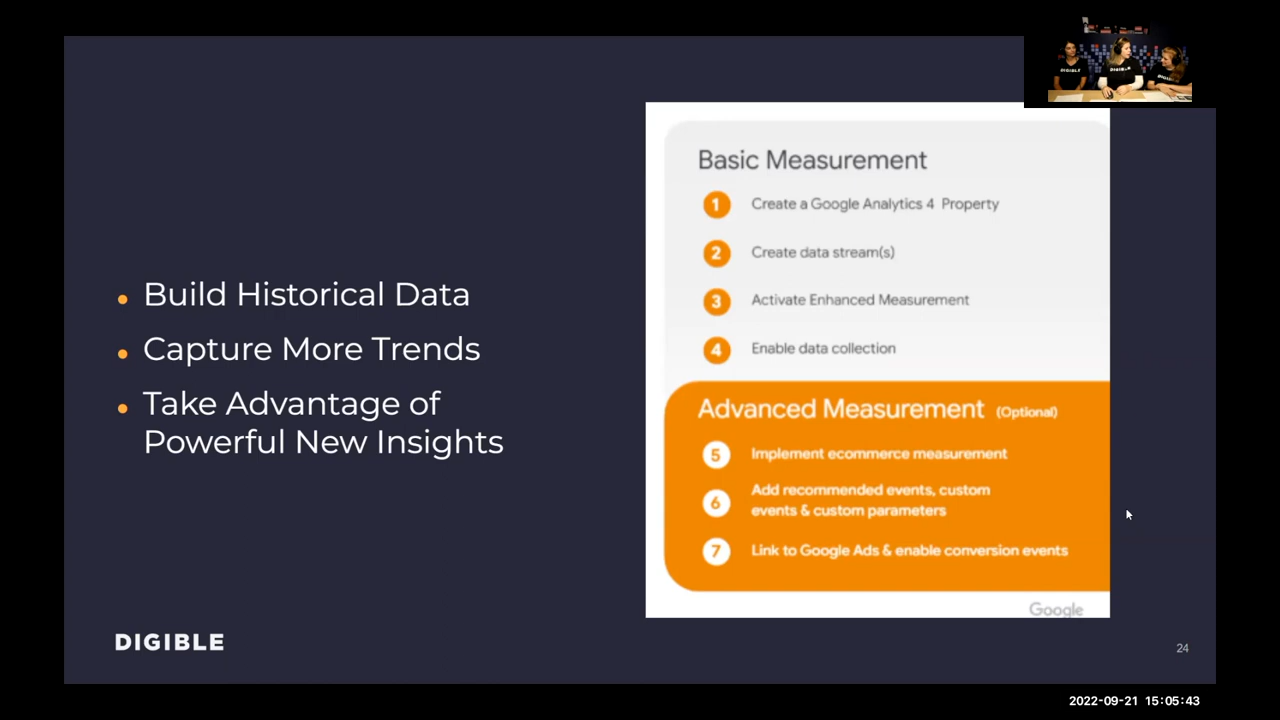 Build Historical Data
Capture More Trends
Take Advantage of
Powerful New Insights
DIGIBLE
Basic Measurement
1 Create a Google Analytics 4 Property
2 Create data stream(s)
3 Activate Enhanced Measurement
4 Enable data collection
Advanced Measurement (Optional)
5 Implement ecommerce measurement
6 Add recommended events, custom
events & custom parameters
7 Link to Google Ads & enable conversion events
Google
24
DIGIBLE
DIGIBLE
DIGIBLE
2022-09-21 15:05:43